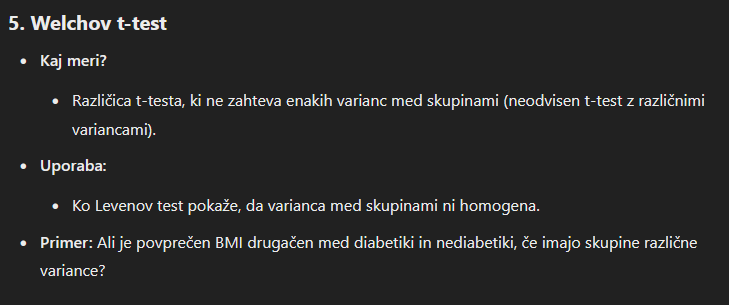 5. Welchov t-test
Kaj meri?
Različica t-testa, ki ne zahteva enakih varianc med skupinami (neodvisen t-test z različnimi
variancami).
Uporaba:
Ko Levenov test pokaže, da varianca med skupinami ni homogena.
Primer: Ali je povprečen BMI drugačen med diabetiki in nediabetiki, če imajo skupine različne
variance?